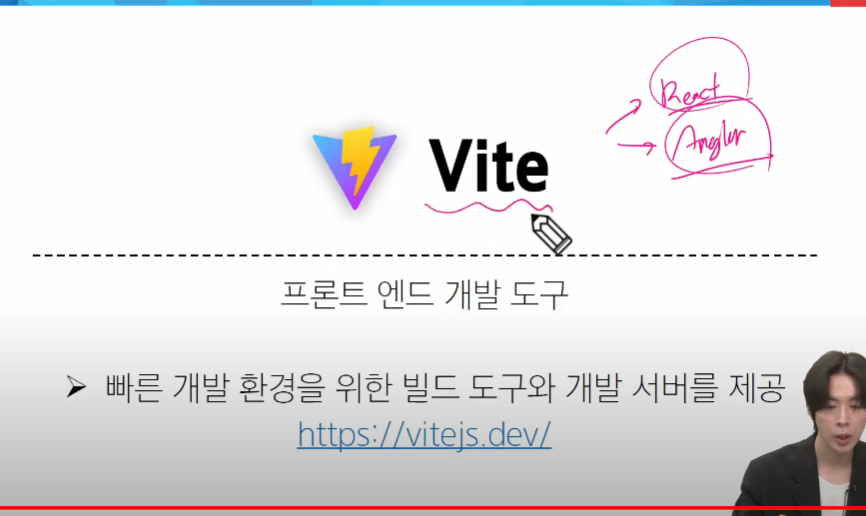 React
Angler
Vite
프론트 엔드 개발 도구
➢ 빠른 개발 환경을 위한 빌드 도구와 개발 서버를 제공
https://vitejs.dev/